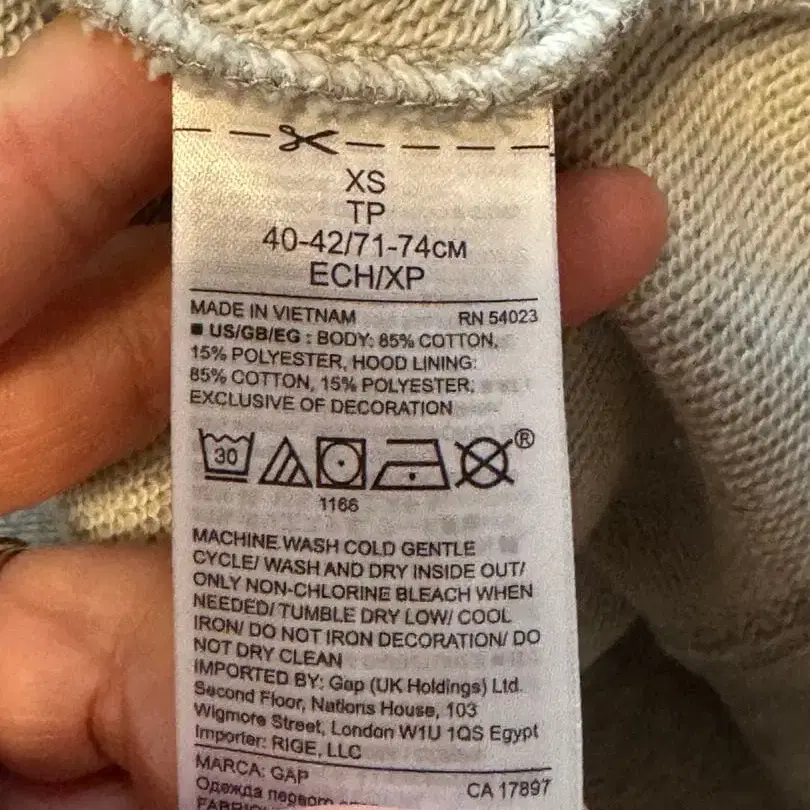 XS
TP
40-42/71-74CM
ECH/XP
MADE IN VIETNAM RN 54023
■ US/GB/EG : BODY: 85% COTTON,
15% POLYESTER, HOOD LINING:
85% COTTON, 15% POLYESTER,
EXCLUSIVE OF DECORATION
30 ®
1166
MACHINE WASH COLD GENTLE
CYCLE/ WASH AND DRY INSIDE OUT/
ONLY NON-CHLORINE BLEACH WHEN
NEEDED/ TUMBLE DRY LOW/ COOL
IRON/ DO NOT IRON DECORATION/ DO
NOT DRY CLEAN
IMPORTED BY: Gap (UK Holdings) Ltd.
Second Floor, Nations House, 103
Wigmore Street, London W1U 1QS Egypt
Importer: RIGE, LLC
MARCA: GAP CA 17897
Одежда